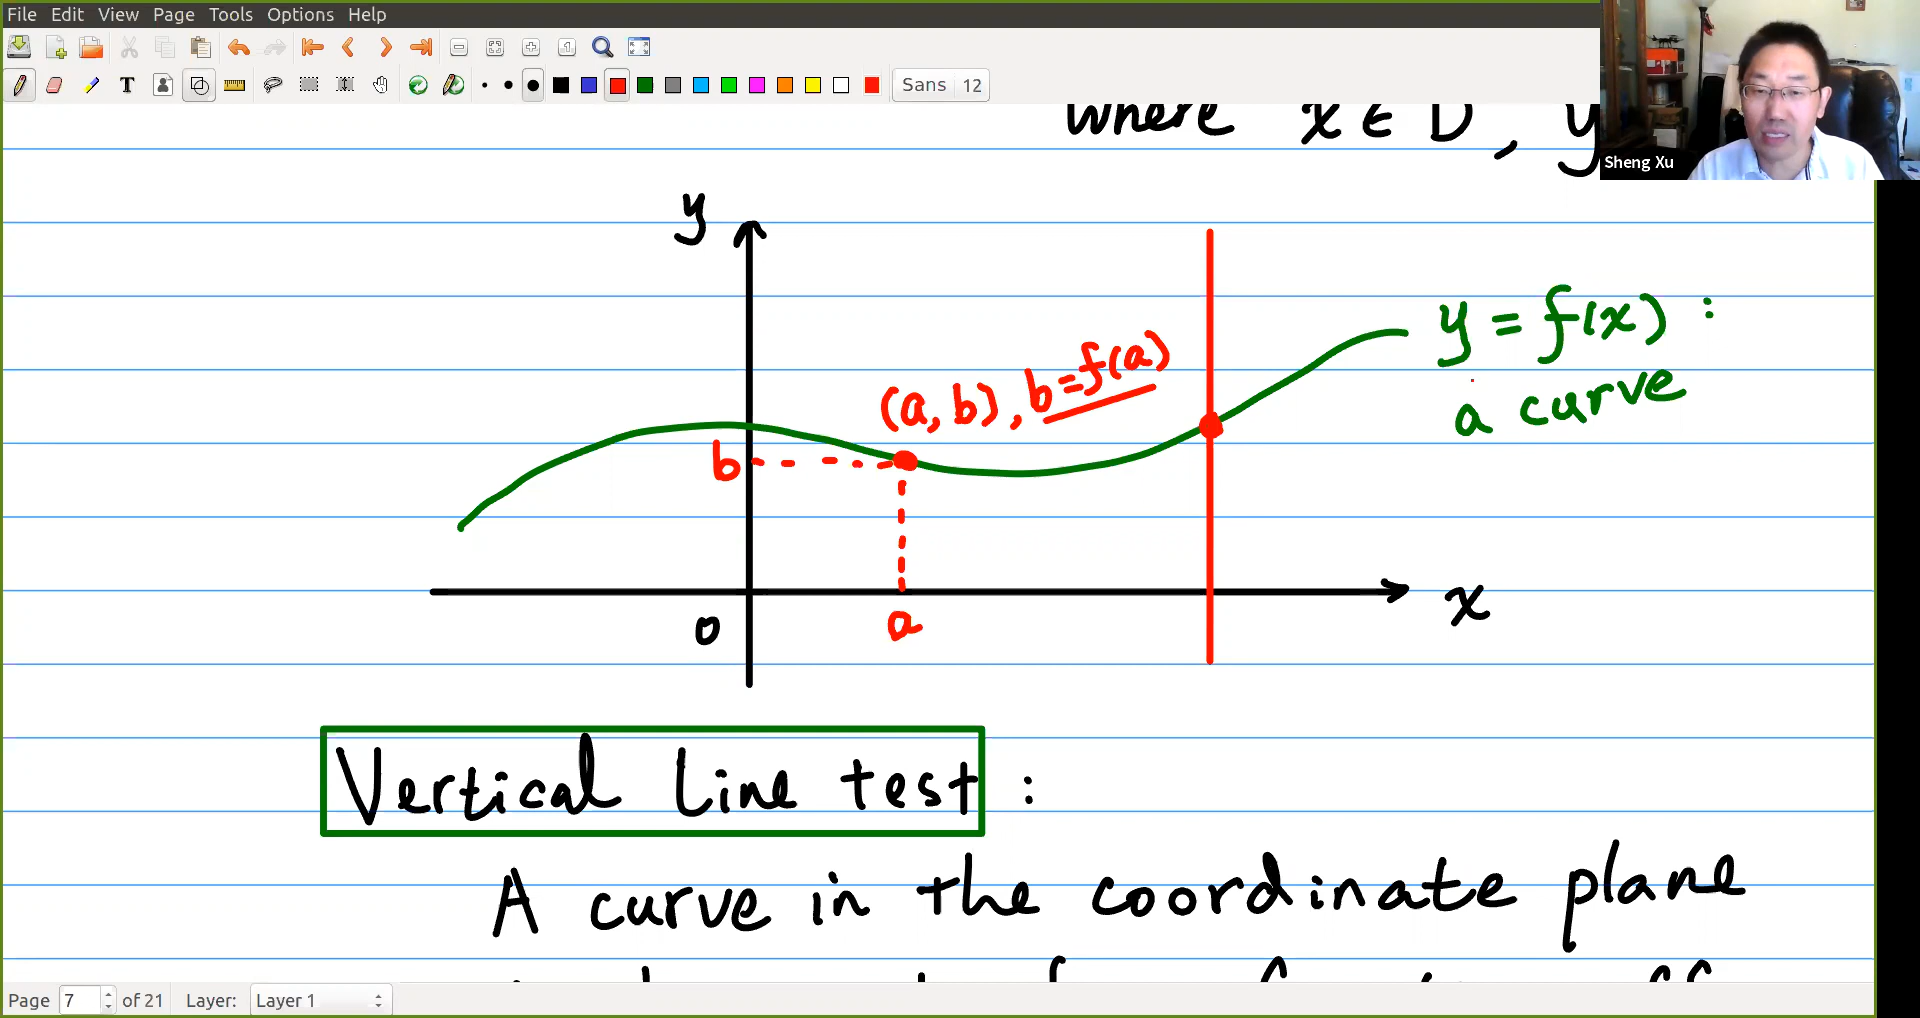 File Edit View Page Tools Options Help
Sans 12
Sheng Xu
where x ∈ D, y
y
y = f(x) :
a curve
(a, b), b=f(a)
b
0
a
x
Vertical Line test :
A curve in the coordinate plane
Page 7 of 21 Layer: Layer 1